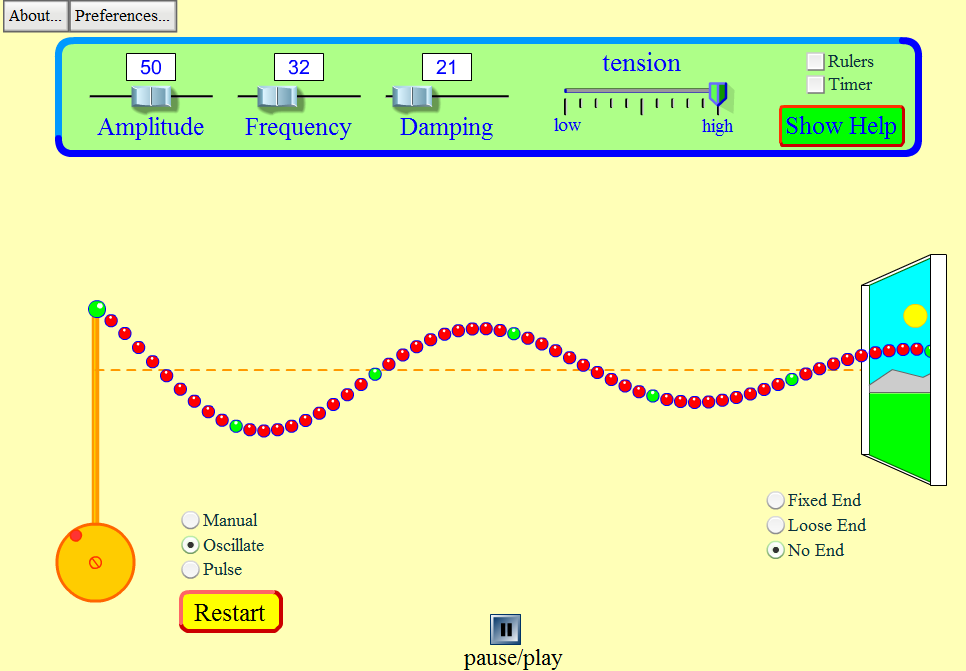 About... Preferences...
50 32 21
Amplitude Frequency Damping
tension
low high
Rulers
Timer
Show Help
Manual
Oscillate
Pulse
Restart
Fixed End
Loose End
No End
pause/play